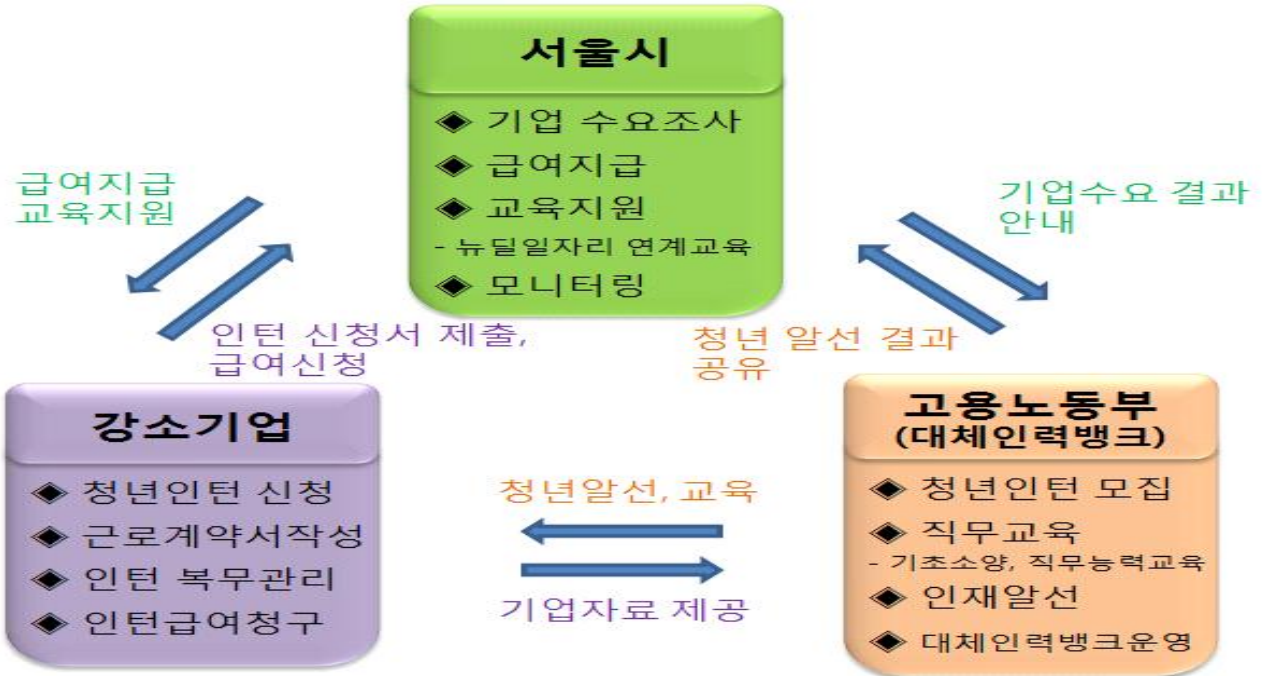 서울시
◈ 기업 수요조사
◈ 급여지급
◈ 교육지원
- 뉴딜일자리 연계교육
◈ 모니터링
급여지급
교육지원
기업수요 결과
안내
인턴 신청서 제출,
급여신청
청년 알선 결과
공유
강소기업
◈ 청년인턴 신청
◈ 근로계약서작성
◈ 인턴 복무관리
◈ 인턴급여청구
청년알선, 교육
기업자료 제공
고용노동부
(대체인력뱅크)
◈ 청년인턴 모집
◈ 직무교육
- 기초소양, 직무능력교육
◈ 인재알선
◈ 대체인력뱅크운영